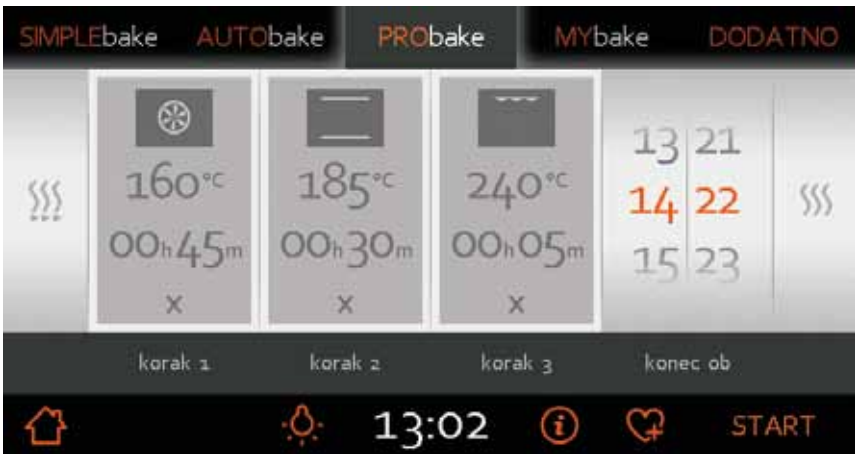 SIMPLEbake AUTObake PRObake MYbake DODATNO
160°C 185°C 240°C 13 21
14 22
00h45m 00h30m 00h05m 15 23
x x x
korak 1 korak 2 korak 3 konec ob
13:02 i START